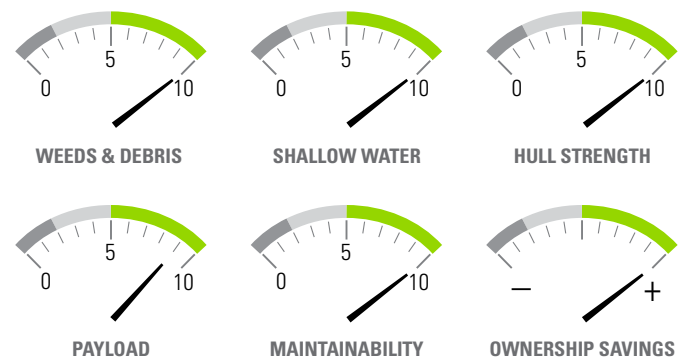 5 5 5
0 10 0 10 0 10
WEEDS & DEBRIS SHALLOW WATER HULL STRENGTH
5 5
0 10 0 10 – +
PAYLOAD MAINTAINABILITY OWNERSHIP SAVINGS